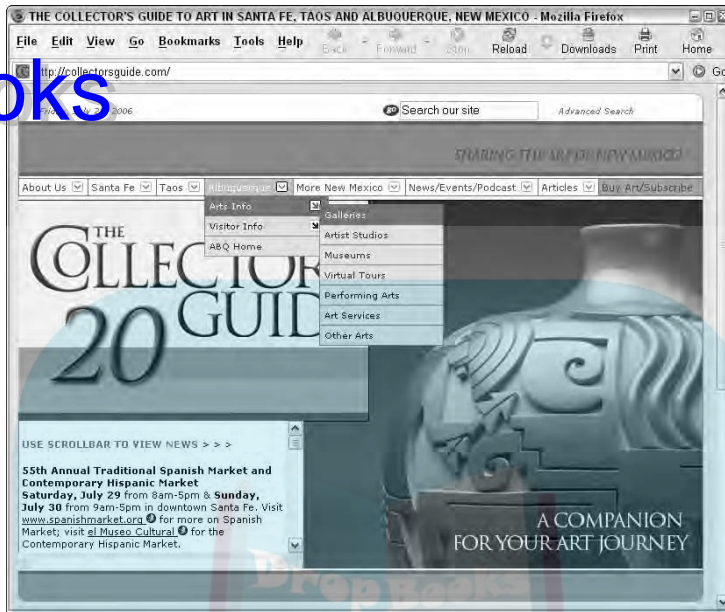 THE COLLECTOR'S GUIDE TO ART IN SANTA FE, TAOS AND ALBUQUERQUE, NEW MEXICO - Mozilla Firefox
File Edit View Go Bookmarks Tools Help Back Forward Stop Reload Downloads Print Home
http://collectorsguide.com/ Go
oks
Friday, July 28, 2006 Search our site Advanced Search
SHARING THE ART OF NEW MEXICO
About Us Santa Fe Taos Albuquerque More New Mexico News/Events/Podcast Articles Buy Art/Subscribe
Arts Info
Visitor Info
ABQ Home
Galleries
Artist Studios
Museums
Virtual Tours
Performing Arts
Art Services
Other Arts
THE
COLLECTOR
GUID
20
USE SCROLLBAR TO VIEW NEWS > > >
55th Annual Traditional Spanish Market and
Contemporary Hispanic Market
Saturday, July 29 from 8am-5pm & Sunday,
July 30 from 9am-5pm in downtown Santa Fe. Visit
www.spanishmarket.org for more on Spanish
Market; visit el Museo Cultural for the
Contemporary Hispanic Market.
A COMPANION
FOR YOUR ART JOURNEY
DropBooks